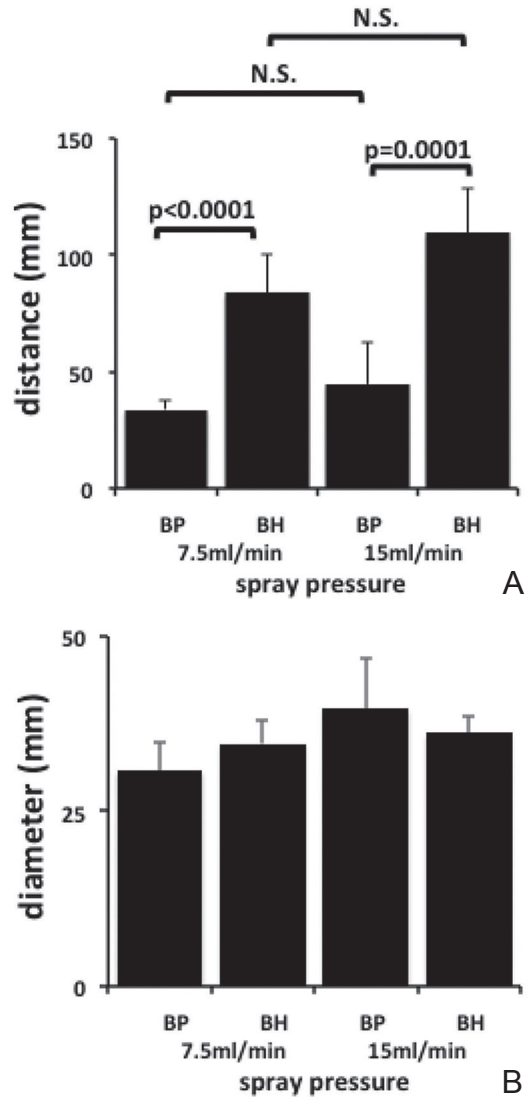 N.S.
N.S.
150
p=0.0001
p<0.0001
100
distance (mm)
50
0
BP BH BP BH
7.5ml/min 15ml/min
spray pressure
A
50
diameter (mm)
25
0
BP BH BP BH
7.5ml/min 15ml/min
spray pressure
B